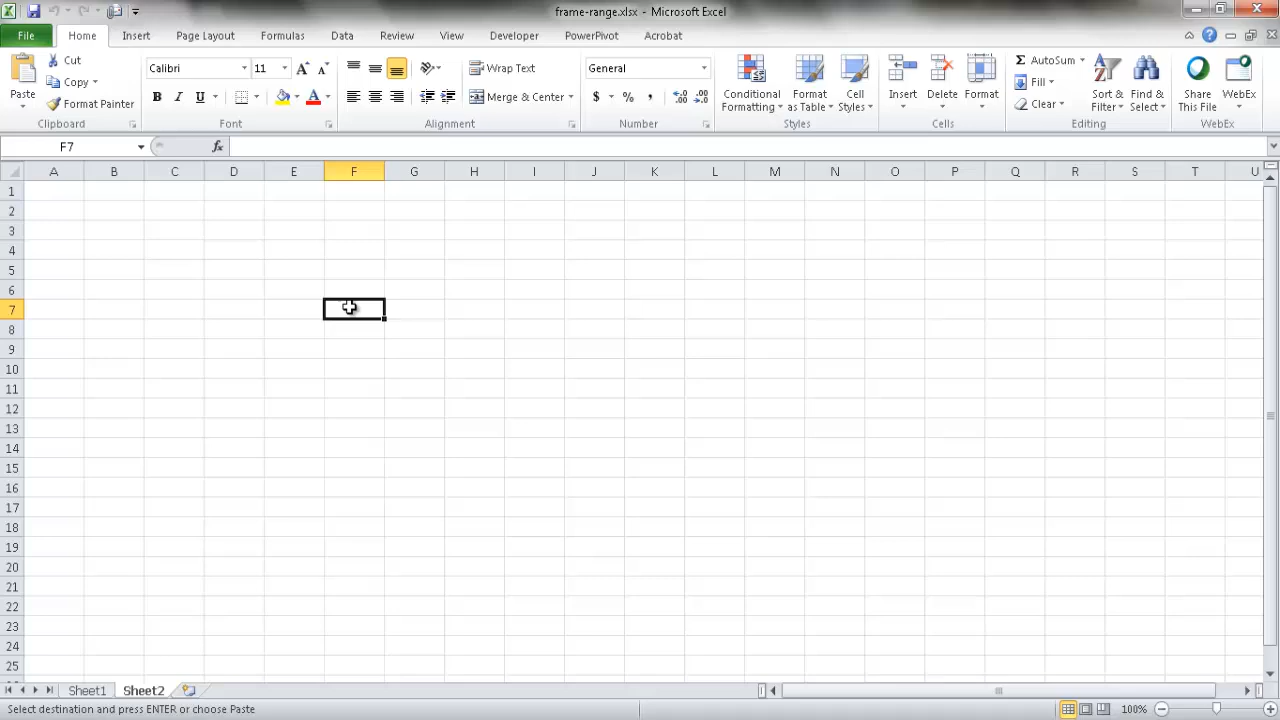 frame-range.xlsx - Microsoft Excel
File Home Insert Page Layout Formulas Data Review View Developer PowerPivot Acrobat
Paste
Cut
Copy
Format Painter
Clipboard
Calibri 11
B I U A
Font
Wrap Text
Merge & Center
Alignment
General
$ % ,
Number
Conditional Formatting
Format as Table
Cell Styles
Styles
Insert Delete Format
Cells
AutoSum
Fill
Clear
Sort & Filter
Find & Select
Editing
Share This File
WebEx
WebEx
F7 fx
A B C D E F G H I J K L M N O P Q R S T U
1
2
3
4
5
6
7
8
9
10
11
12
13
14
15
16
17
18
19
20
21
22
23
24
25
Sheet1 Sheet2
Select destination and press ENTER or choose Paste 100%